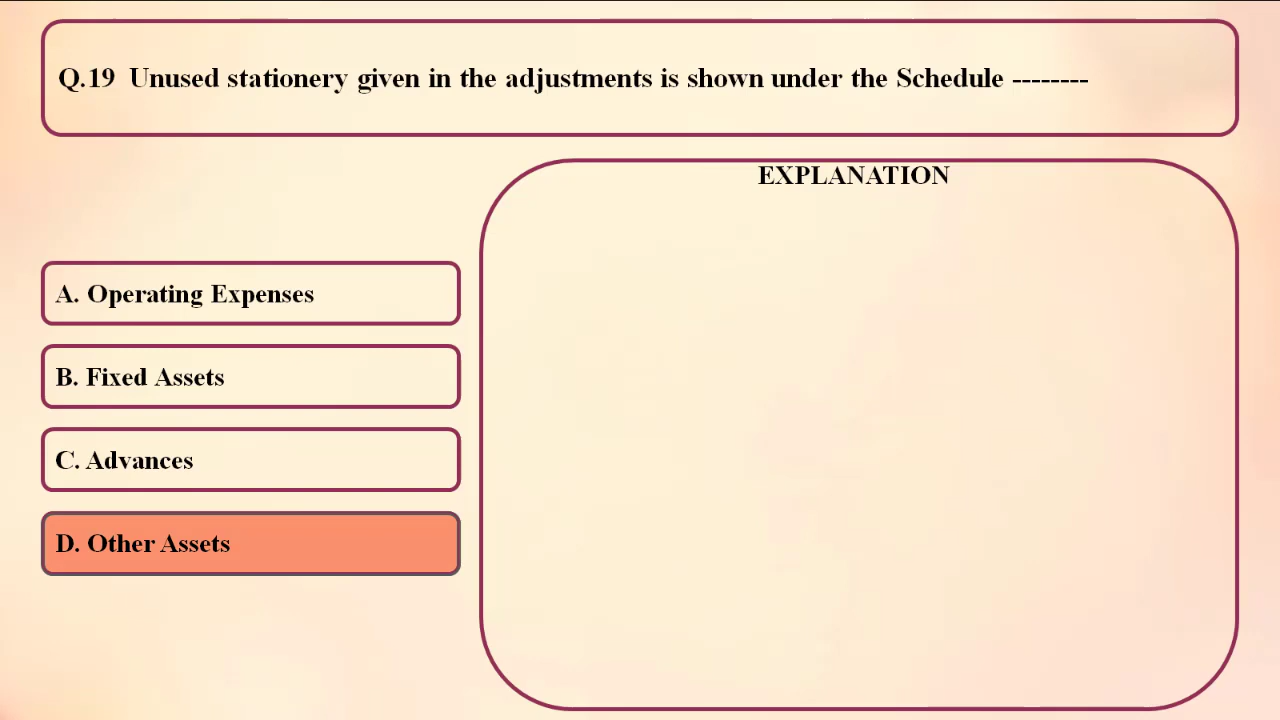 Q.19 Unused stationery given in the adjustments is shown under the Schedule --------
EXPLANATION
A. Operating Expenses
B. Fixed Assets
C. Advances
D. Other Assets